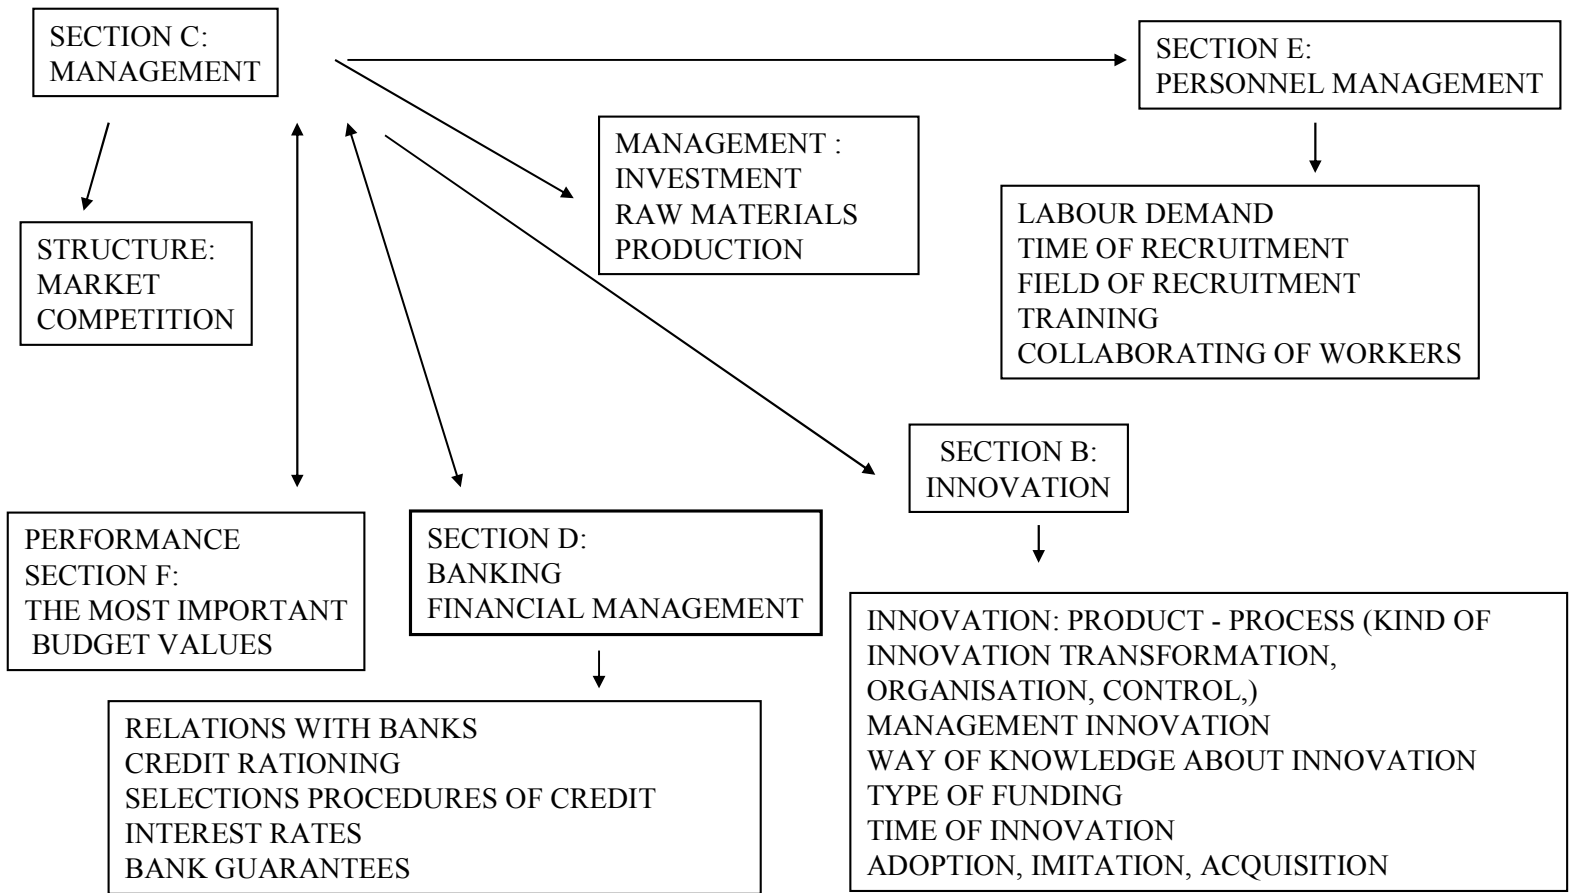 SECTION C:
MANAGEMENT
SECTION E:
PERSONNEL MANAGEMENT
MANAGEMENT :
INVESTMENT
RAW MATERIALS
PRODUCTION
LABOUR DEMAND
TIME OF RECRUITMENT
FIELD OF RECRUITMENT
TRAINING
COLLABORATING OF WORKERS
STRUCTURE:
MARKET
COMPETITION
SECTION B:
INNOVATION
PERFORMANCE
SECTION F:
THE MOST IMPORTANT
BUDGET VALUES
SECTION D:
BANKING
FINANCIAL MANAGEMENT
INNOVATION: PRODUCT - PROCESS (KIND OF
INNOVATION TRANSFORMATION,
ORGANISATION, CONTROL,)
MANAGEMENT INNOVATION
WAY OF KNOWLEDGE ABOUT INNOVATION
TYPE OF FUNDING
TIME OF INNOVATION
ADOPTION, IMITATION, ACQUISITION
RELATIONS WITH BANKS
CREDIT RATIONING
SELECTIONS PROCEDURES OF CREDIT
INTEREST RATES
BANK GUARANTEES